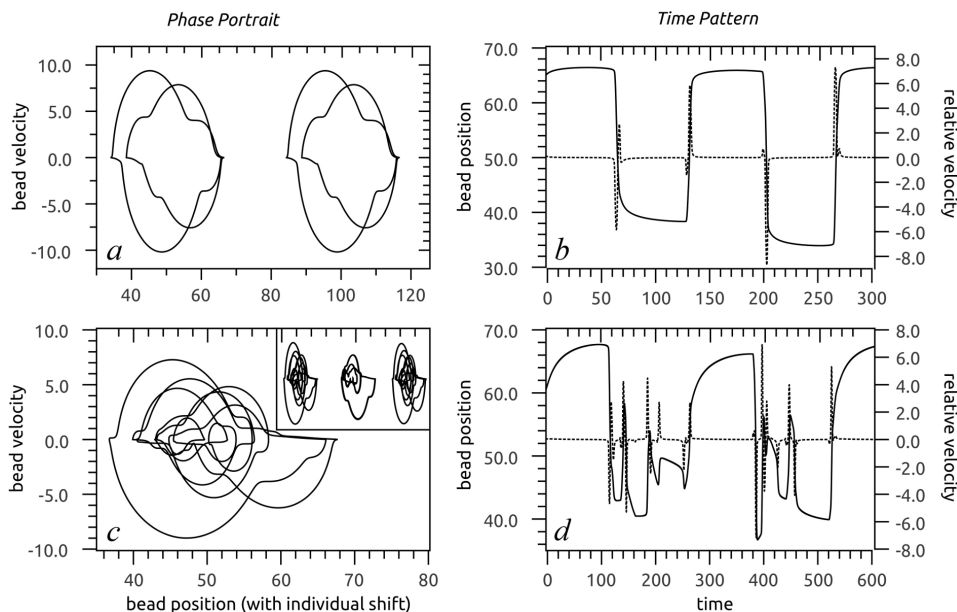 Phase Portrait
Time Pattern
10.0
5.0
0.0
-5.0
-10.0
bead velocity
a
40 60 80 100 120
70.0
60.0
50.0
40.0
30.0
bead position
b
8.0
6.0
4.0
2.0
0.0
-2.0
-4.0
-6.0
-8.0
relative velocity
0 50 100 150 200 250 300
10.0
5.0
0.0
-5.0
-10.0
bead velocity
c
40 50 60 70 80
bead position (with individual shift)
70.0
60.0
50.0
40.0
bead position
d
8.0
6.0
4.0
2.0
0.0
-2.0
-4.0
-6.0
-8.0
relative velocity
0 100 200 300 400 500 600
time